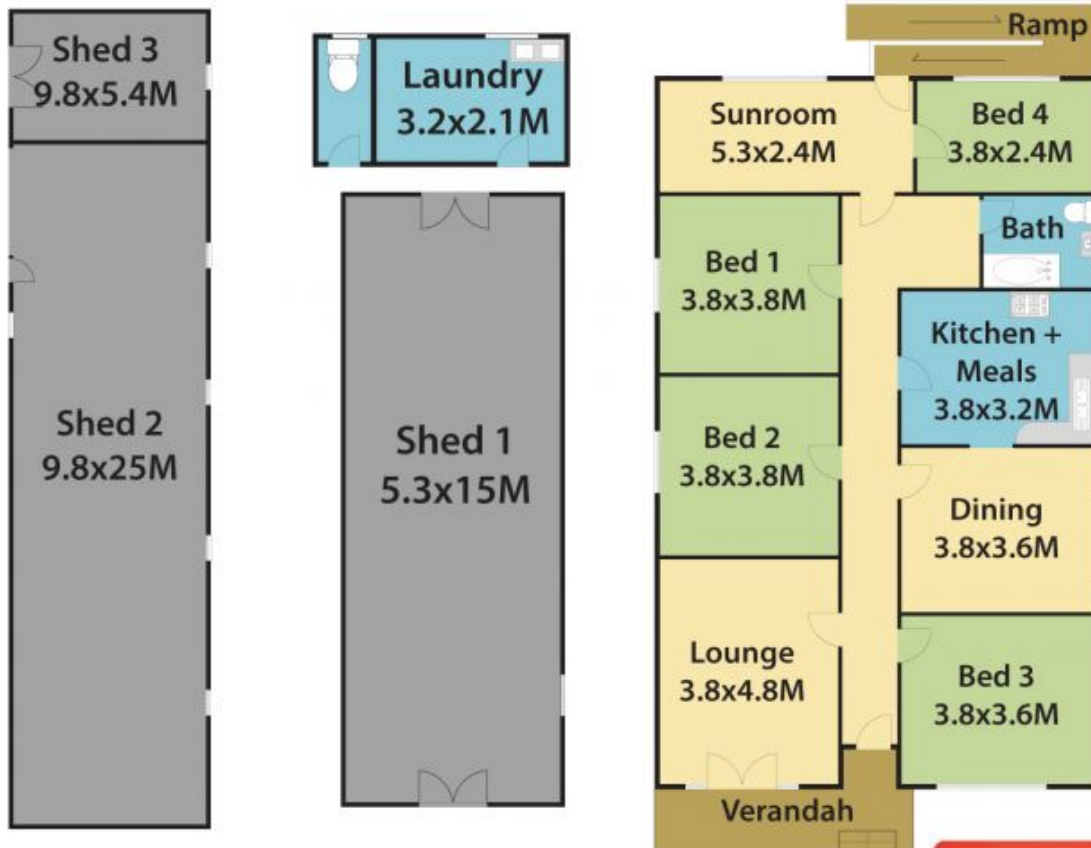 Shed 3
9.8x5.4M
Shed 2
9.8x25M
Laundry
3.2x2.1M
Shed 1
5.3x15M
Ramp
Sunroom
5.3x2.4M
Bed 4
3.8x2.4M
Bath
Bed 1
3.8x3.8M
Kitchen +
Meals
3.8x3.2M
Bed 2
3.8x3.8M
Dining
3.8x3.6M
Lounge
3.8x4.8M
Bed 3
3.8x3.6M
Verandah